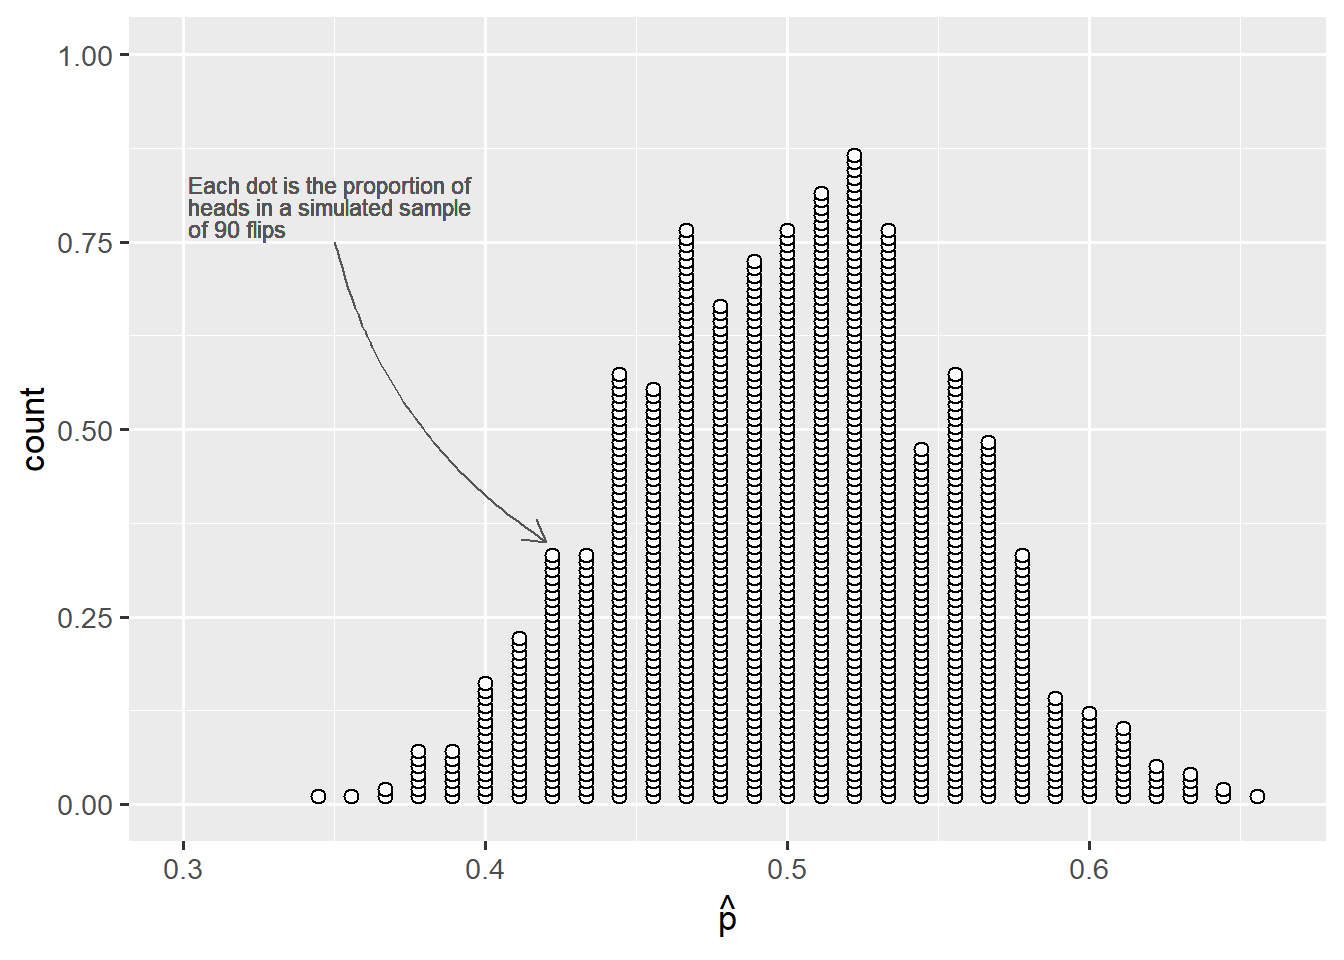 1.00
Each dot is the proportion of
heads in a simulated sample
of 90 flips
0.75
count
0.50
0.25
0.00
0.3 0.4 0.5 0.6
p̂